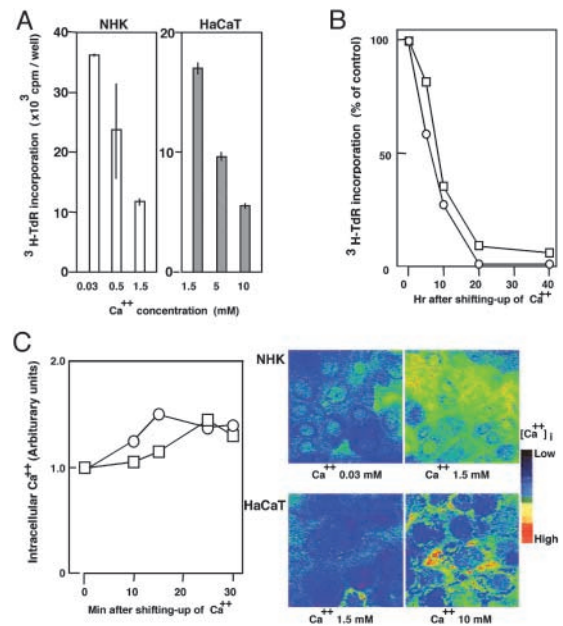 A
NHK
HaCaT
3 H-TdR incorporation (x10 3 cpm / well)
40
30
20
10
0
20
10
0
0.03 0.5 1.5
1.5 5 10
Ca++ concentration (mM)
B
3 H-TdR incorporation (% of control)
100
50
0 10 20 30 40
Hr after shifting-up of Ca++
C
Intracellular Ca++ (Arbiturary units)
2.0
1.0
0
0 10 20 30
Min after shifting-up of Ca++
NHK
Ca++ 0.03 mM
Ca++ 1.5 mM
HaCaT
Ca++ 1.5 mM
Ca++ 10 mM
[Ca++] i
Low
High